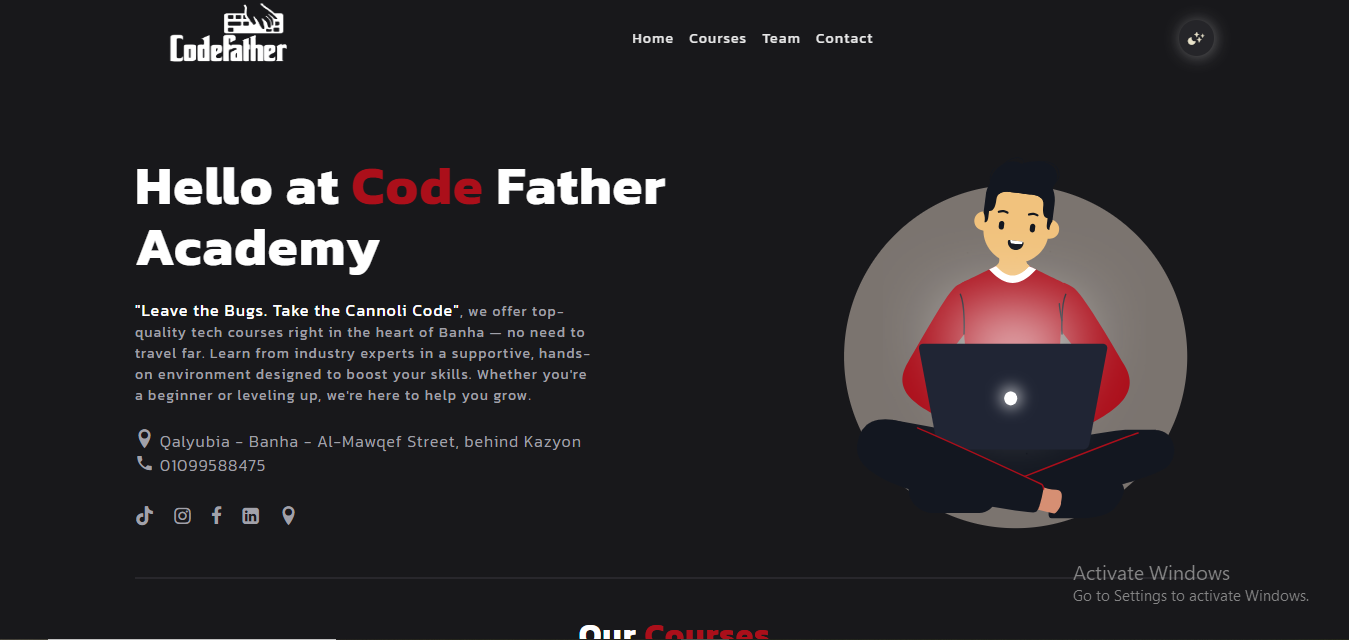 CodeFather
Home Courses Team Contact
Hello at Code Father
Academy
"Leave the Bugs. Take the Cannoli Code", we offer top-
quality tech courses right in the heart of Banha — no need to
travel far. Learn from industry experts in a supportive, hands-
on environment designed to boost your skills. Whether you're
a beginner or leveling up, we're here to help you grow.
Qalyubia - Banha - Al-Mawqef Street, behind Kazyon
01099588475
Activate Windows
Go to Settings to activate Windows.
Our Courses